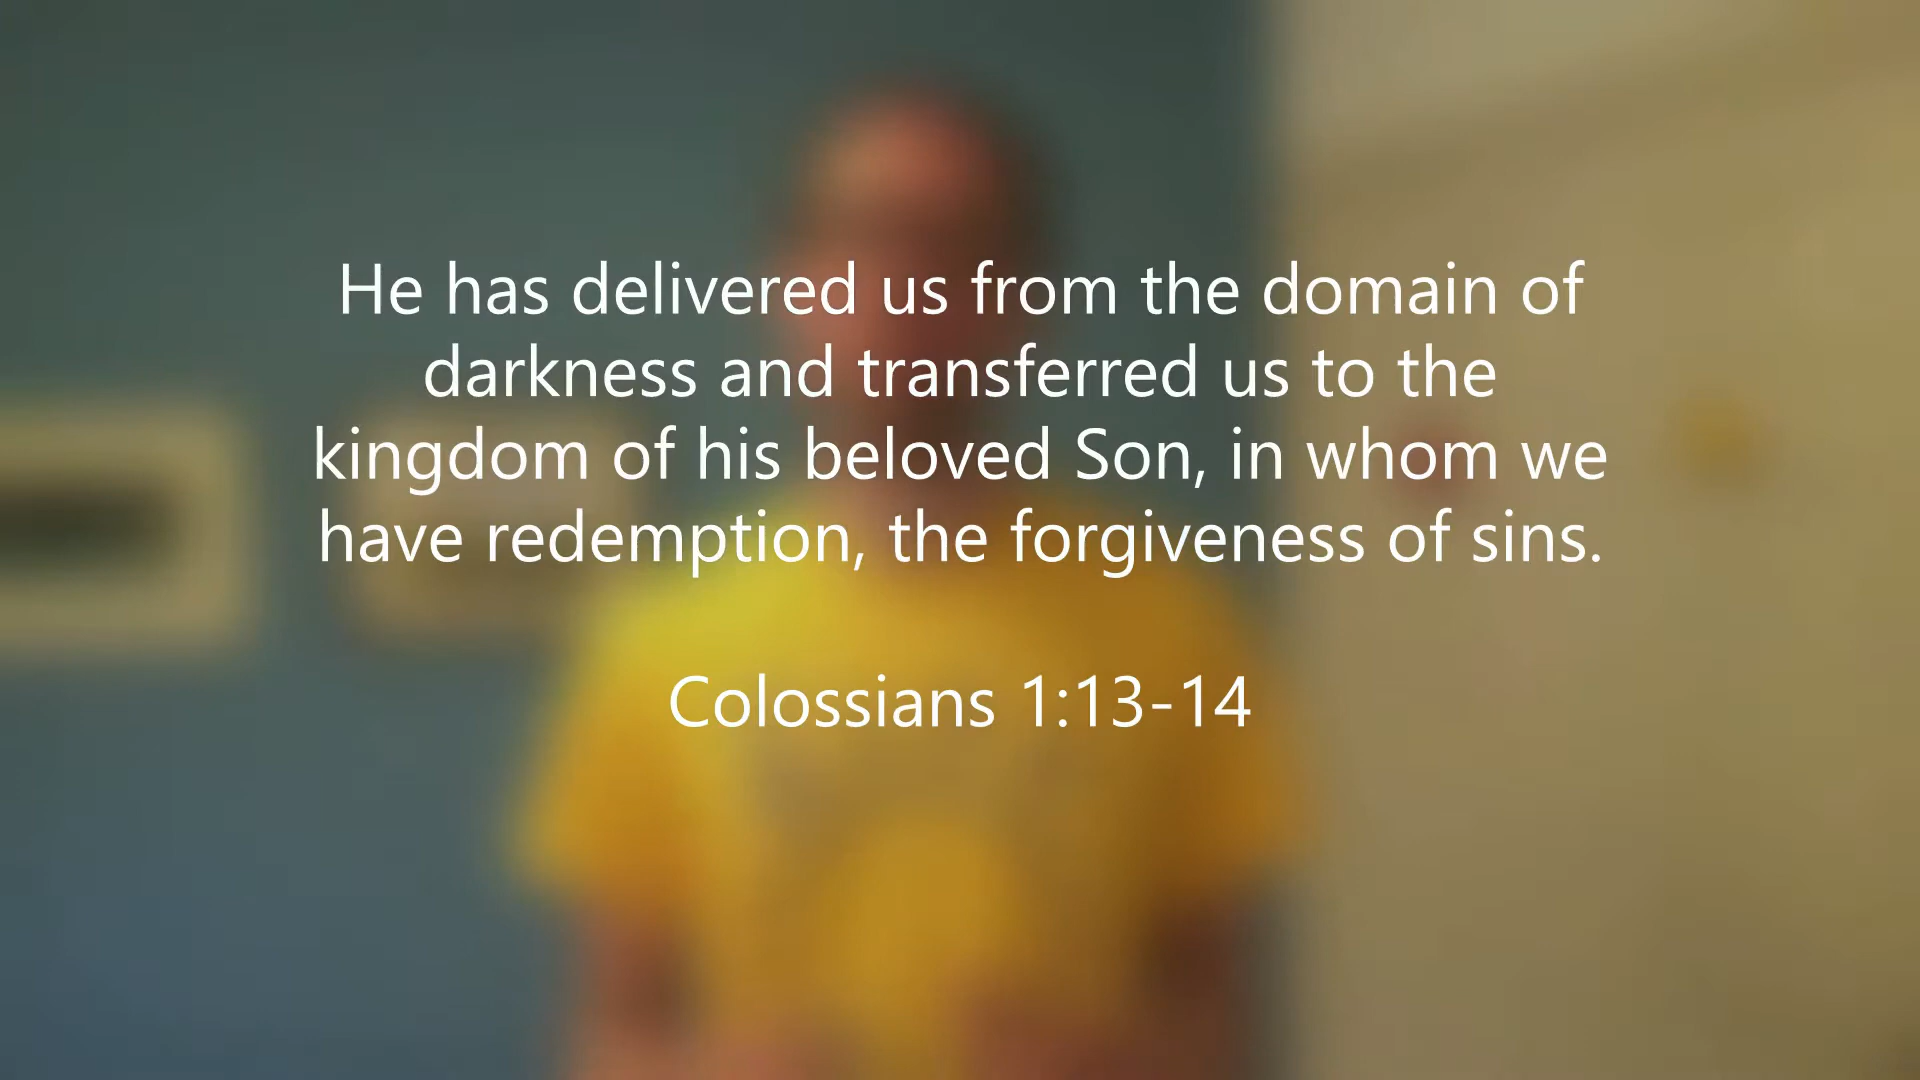 He has delivered us from the domain of
darkness and transferred us to the
kingdom of his beloved Son, in whom we
have redemption, the forgiveness of sins.
Colossians 1:13-14